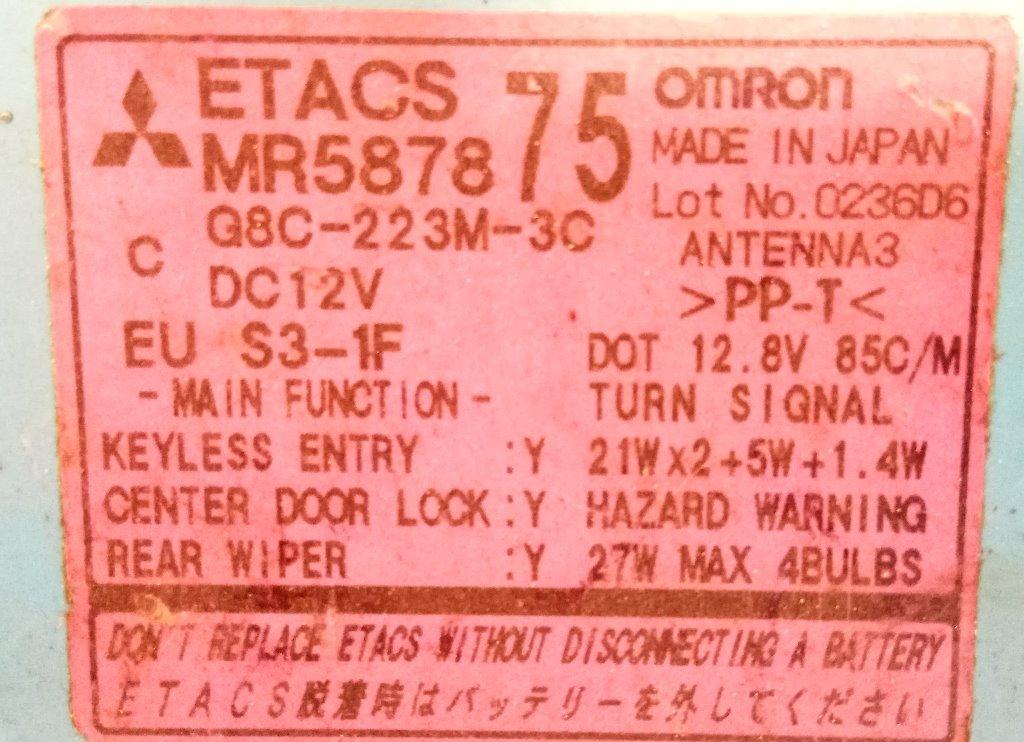 ETACS 75 OMRON
MR5878 MADE IN JAPAN
G8C-223M-3C Lot No.0236D6
C ANTENNA3
DC12V >PP-T<
EU S3-1F DOT 12.8V 85C/M
-MAIN FUNCTION- TURN SIGNAL
KEYLESS ENTRY :Y 21Wx2+5W+1.4W
CENTER DOOR LOCK:Y HAZARD WARNING
REAR WIPER :Y 27W MAX 4BULBS
DON'T REPLACE ETACS WITHOUT DISCONNECTING A BATTERY
ETACS脱着時はバッテリーを外してください